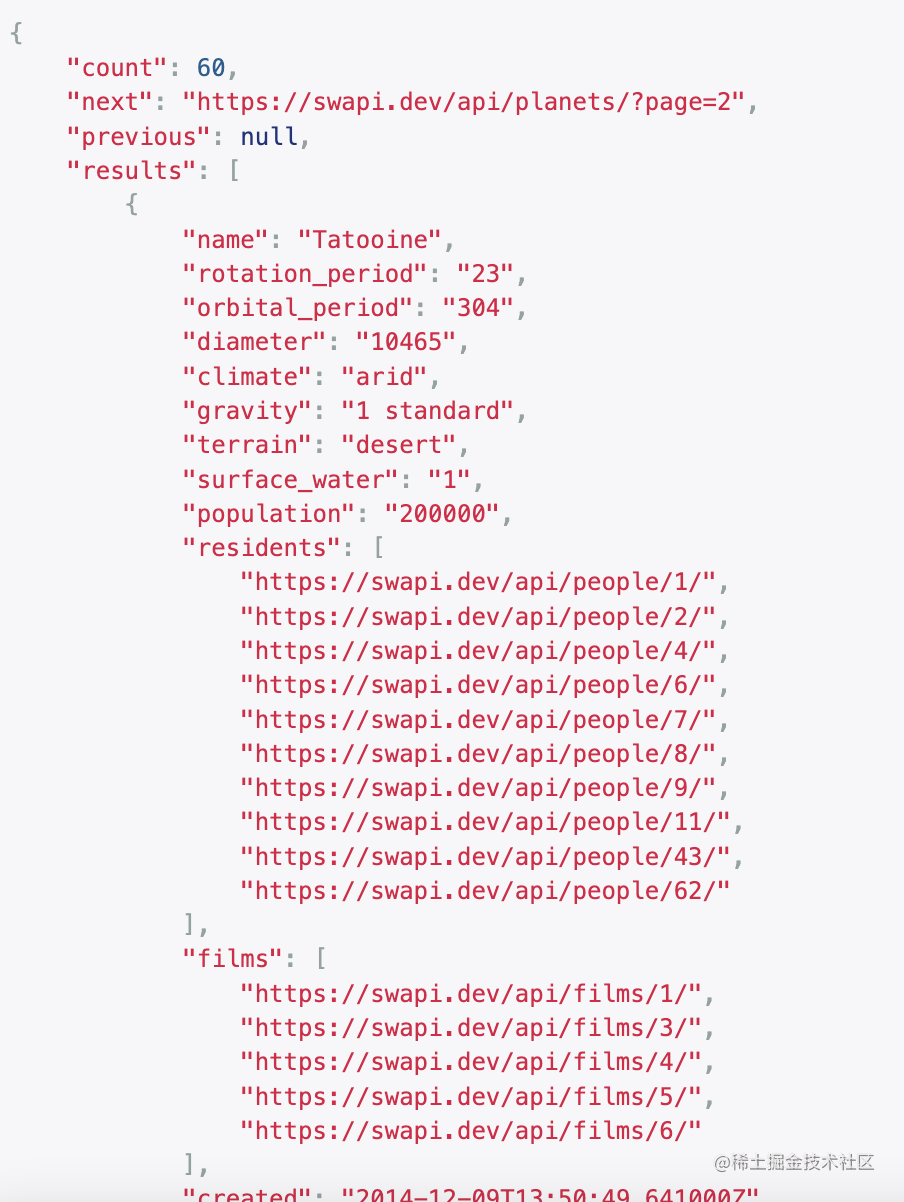 {
    "count": 60,
    "next": "https://swapi.dev/api/planets/?page=2",
    "previous": null,
    "results": [
        {
            "name": "Tatooine",
            "rotation_period": "23",
            "orbital_period": "304",
            "diameter": "10465",
            "climate": "arid",
            "gravity": "1 standard",
            "terrain": "desert",
            "surface_water": "1",
            "population": "200000",
            "residents": [
                "https://swapi.dev/api/people/1/",
                "https://swapi.dev/api/people/2/",
                "https://swapi.dev/api/people/4/",
                "https://swapi.dev/api/people/6/",
                "https://swapi.dev/api/people/7/",
                "https://swapi.dev/api/people/8/",
                "https://swapi.dev/api/people/9/",
                "https://swapi.dev/api/people/11/",
                "https://swapi.dev/api/people/43/",
                "https://swapi.dev/api/people/62/"
            ],
            "films": [
                "https://swapi.dev/api/films/1/",
                "https://swapi.dev/api/films/3/",
                "https://swapi.dev/api/films/4/",
                "https://swapi.dev/api/films/5/",
                "https://swapi.dev/api/films/6/"
            ],
@稀土掘金技术社区
            "created": "2014-12-09T13:50:49.641000Z"